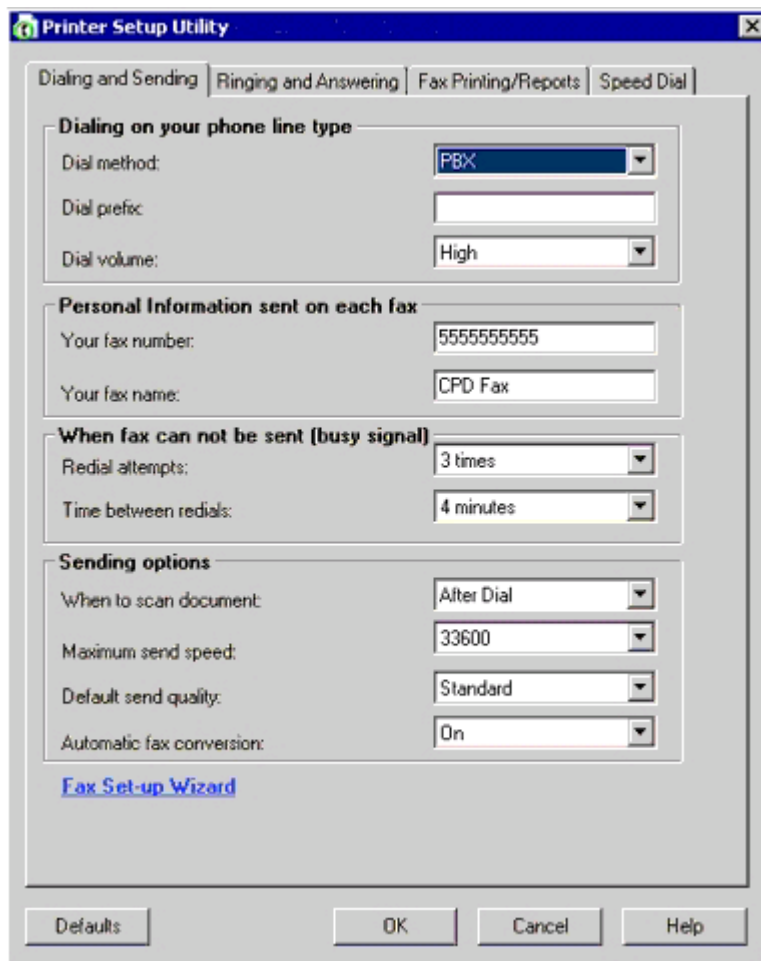 Printer Setup Utility
Dialing and Sending Ringing and Answering Fax Printing/Reports Speed Dial
Dialing on your phone line type
Dial method: PBX
Dial prefix:
Dial volume: High
Personal Information sent on each fax
Your fax number: 5555555555
Your fax name: CPD Fax
When fax can not be sent (busy signal)
Redial attempts: 3 times
Time between redials: 4 minutes
Sending options
When to scan document: After Dial
Maximum send speed: 33600
Default send quality: Standard
Automatic fax conversion: On
Fax Set-up Wizard
Defaults OK Cancel Help